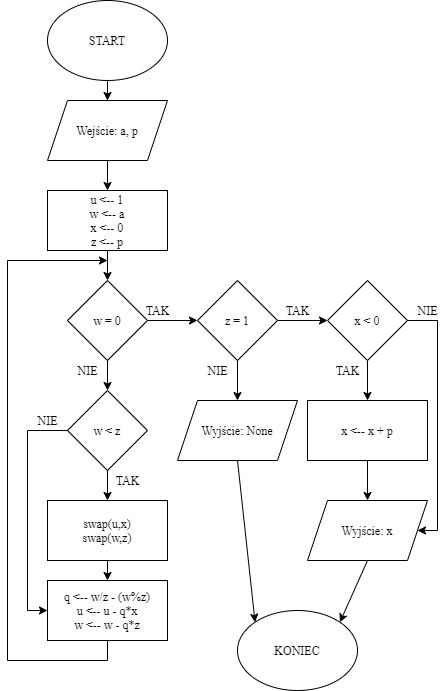 START
Wejście: a, p
u <-- 1
w <-- a
x <-- 0
z <-- p
w = 0
TAK
z = 1
TAK
x < 0
NIE
NIE
NIE
TAK
w < z
NIE
TAK
Wyjście: None
x <-- x + p
swap(u,x)
swap(w,z)
Wyjście: x
q <-- w/z - (w%z)
u <-- u - q*x
w <-- w - q*z
KONIEC